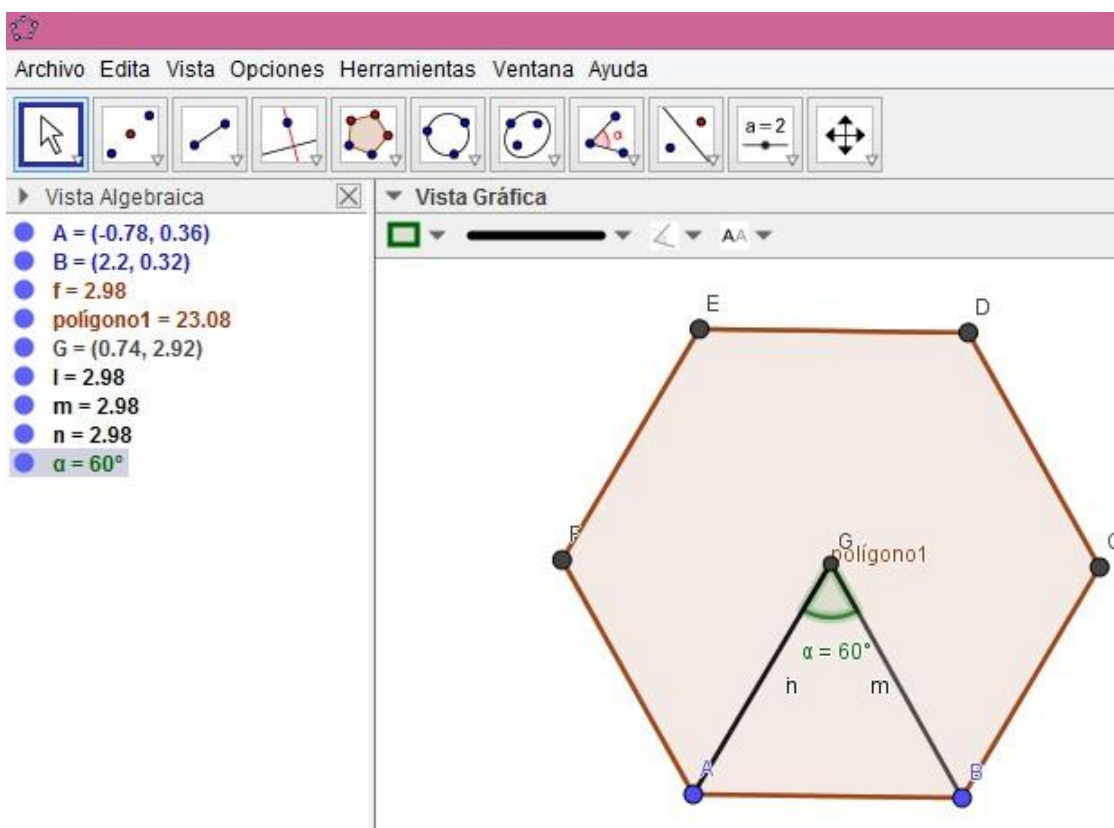 Archivo Edita Vista Opciones Herramientas Ventana Ayuda
α
a = 2
Vista Algebraica
Vista Gráfica
AA
A = (-0.78, 0.36)
B = (2.2, 0.32)
f = 2.98
polígono1 = 23.08
G = (0.74, 2.92)
l = 2.98
m = 2.98
n = 2.98
α = 60°
E
D
F
G
polígono1
C
α = 60°
n
m
A
B